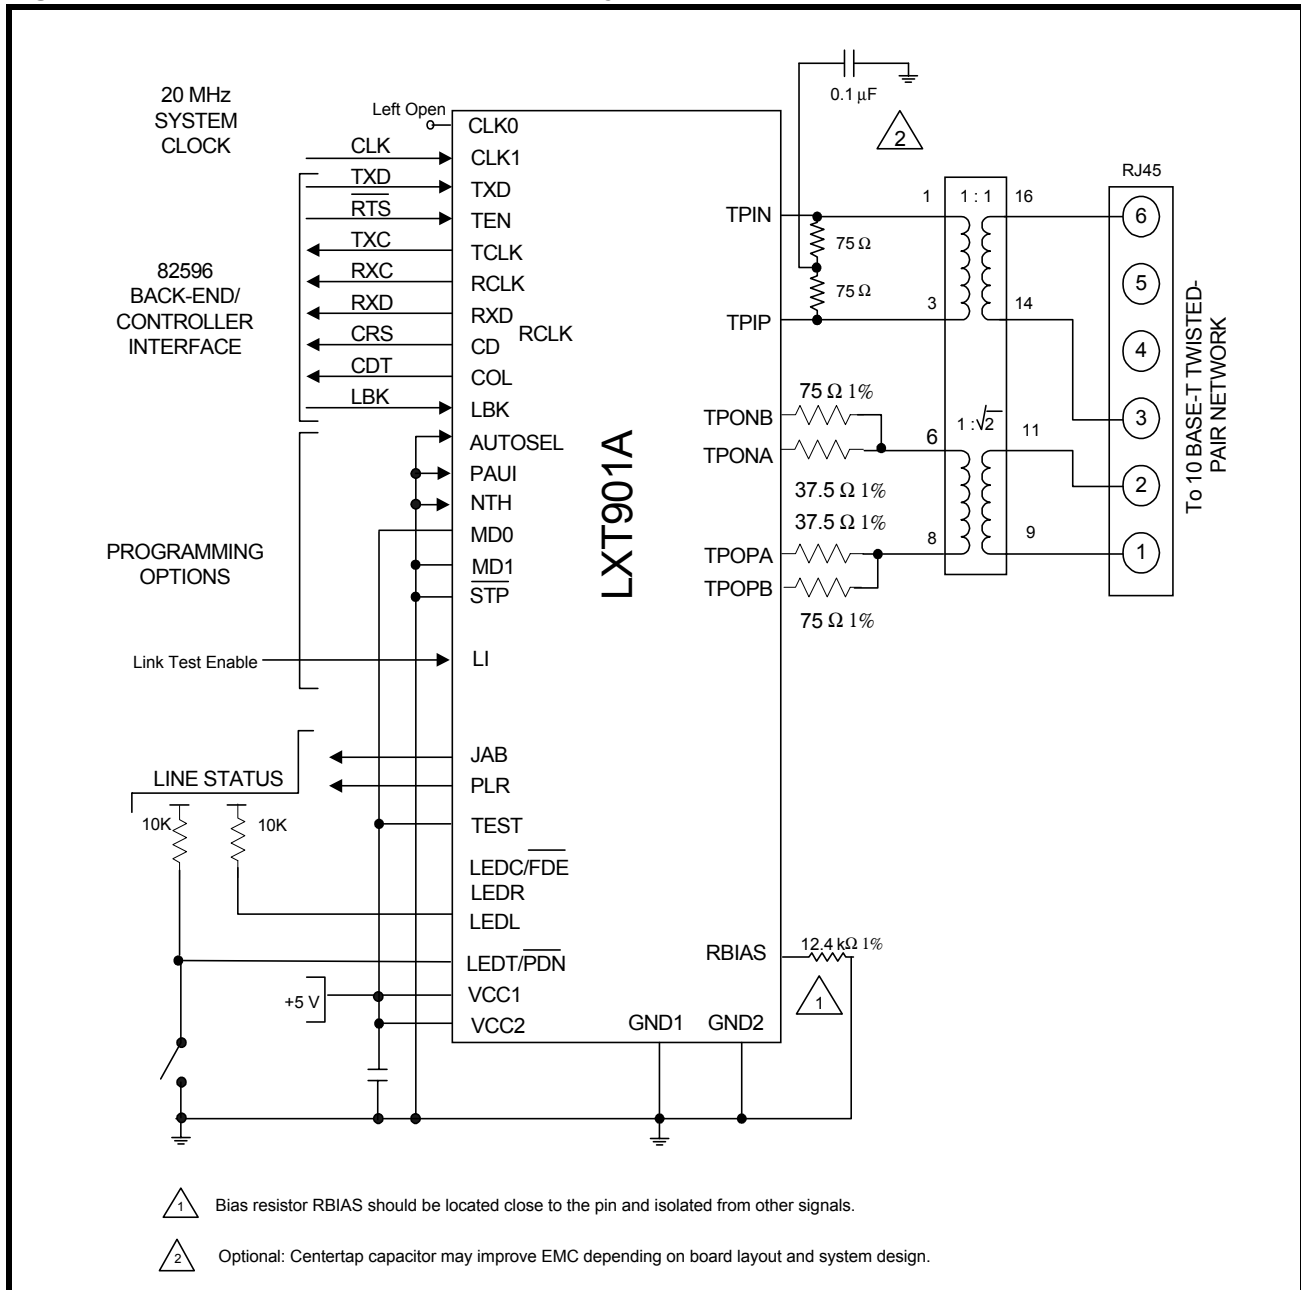 20 MHz
SYSTEM
CLOCK
82596
BACK-END/
CONTROLLER
INTERFACE
PROGRAMMING
OPTIONS
Link Test Enable
LINE STATUS
10K
10K
+5 V
Left Open
CLK
TXD
RTS
TXC
RXC
RXD
CRS
CDT
LBK
CLK0
CLK1
TXD
TEN
TCLK
RCLK
RXD
RCLK
CD
COL
LBK
AUTOSEL
PAUI
NTH
MD0
MD1
STP
LI
JAB
PLR
TEST
LEDC/FDE
LEDR
LEDL
LEDT/PDN
VCC1
VCC2
GND1
GND2
LXT901A
TPIN
TPIP
TPONB
TPONA
TPOPA
TPOPB
RBIAS
0.1 µF
2
75 Ω
75 Ω
75 Ω 1%
37.5 Ω 1%
37.5 Ω 1%
75 Ω 1%
12.4 kΩ 1%
1
1
1 : 1
16
3
14
6
1 :√2
11
8
9
RJ45
6
5
4
3
2
1
To 10 BASE-T TWISTED-
PAIR NETWORK
1 Bias resistor RBIAS should be located close to the pin and isolated from other signals.
2 Optional: Centertap capacitor may improve EMC depending on board layout and system design.